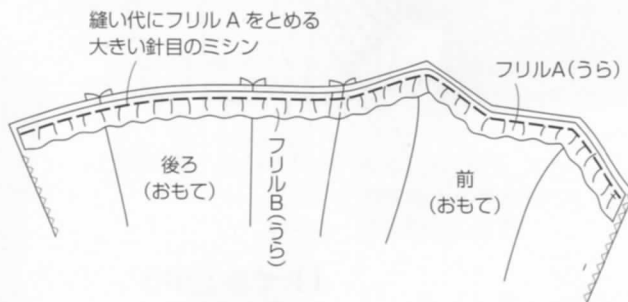 縫い代にフリルAをとめる
大きい針目のミシン
フリルA(うら)
後ろ
(おもて)
フリルB(うら)
前
(おもて)